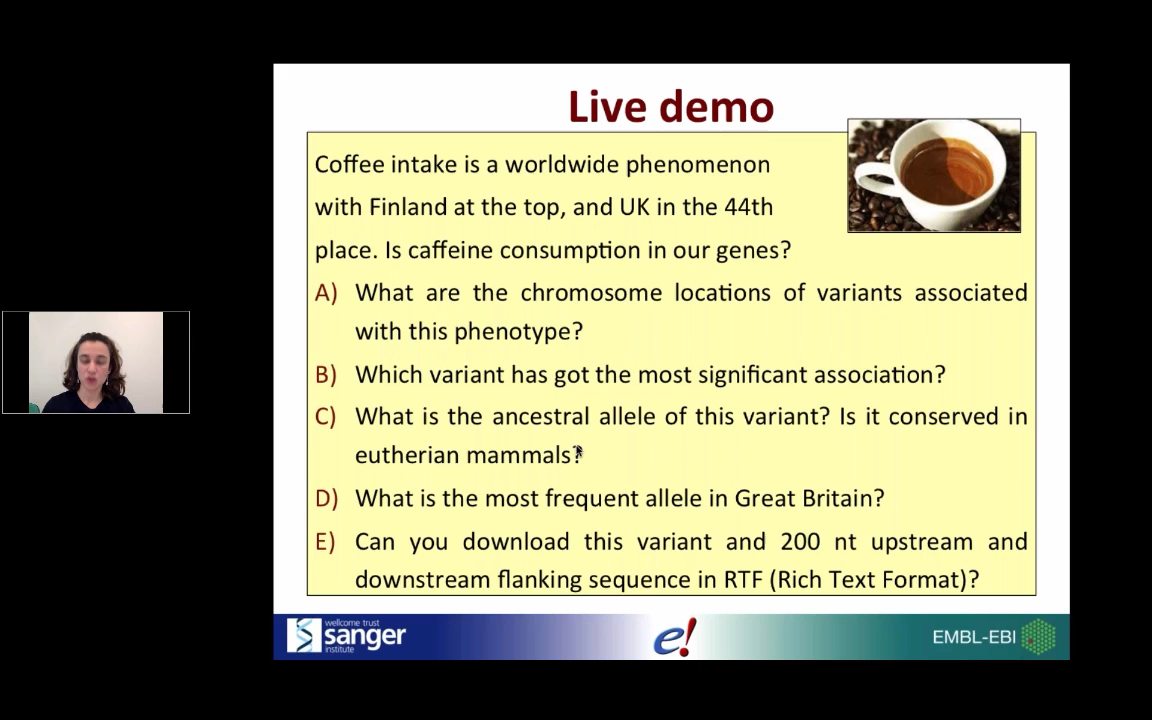 Live demo
Coffee intake is a worldwide phenomenon
with Finland at the top, and UK in the 44th
place. Is caffeine consumption in our genes?
A) What are the chromosome locations of variants associated
with this phenotype?
B) Which variant has got the most significant association?
C) What is the ancestral allele of this variant? Is it conserved in
eutherian mammals?
D) What is the most frequent allele in Great Britain?
E) Can you download this variant and 200 nt upstream and
downstream flanking sequence in RTF (Rich Text Format)?
wellcome trust
sanger
institute
e!
EMBL-EBI